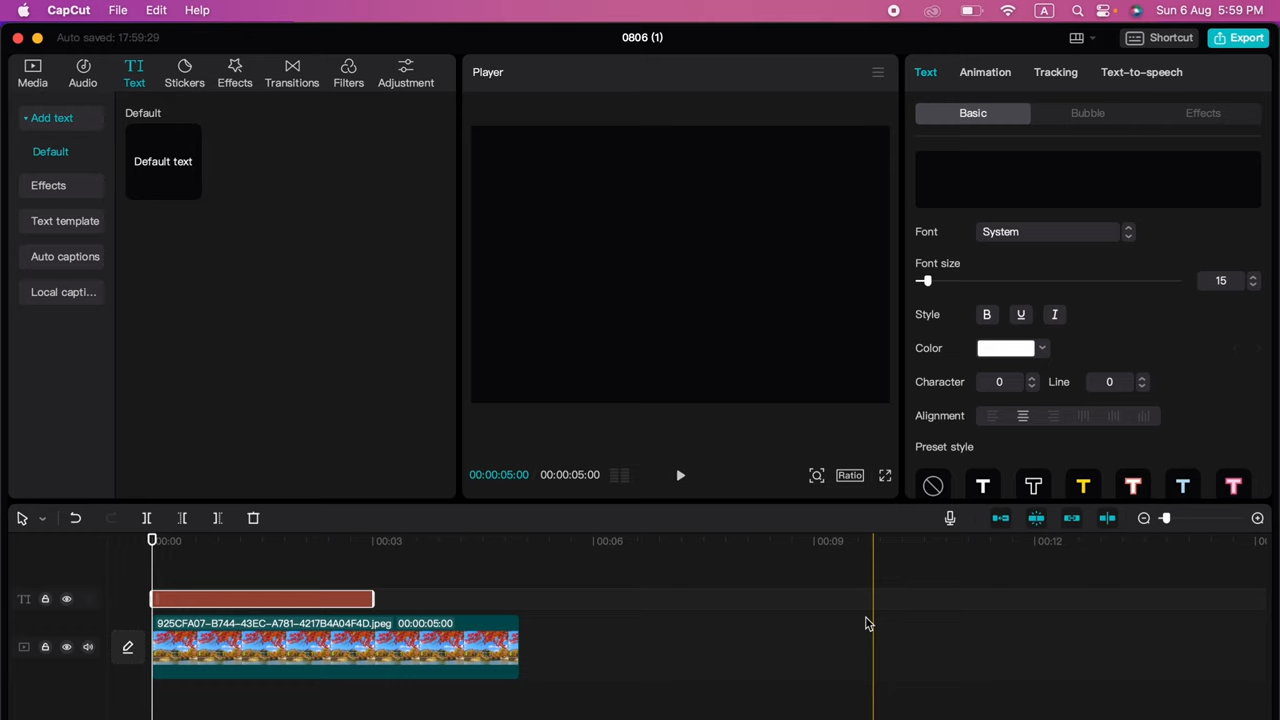 CapCut File Edit Help A Sun 6 Aug 5:59 PM
Auto saved: 17:59:29 0806 (1) Shortcut Export
Media Audio TI Text Stickers Effects Transitions Filters Adjustment
Player
Text Animation Tracking Text-to-speech
Add text
Default
Effects
Text template
Auto captions
Local capti...
Default
Default text
00:00:05:00 00:00:05:00 Ratio
Basic Bubble Effects
Font System
Font size
15
Style B U I
Color
Character 0 Line 0
Alignment
Preset style
T T T T T T
00:00 00:03 00:06 00:09 00:12
TI
925CFA07-B744-43EC-A781-4217B4A04F4D.jpeg 00:00:05:00